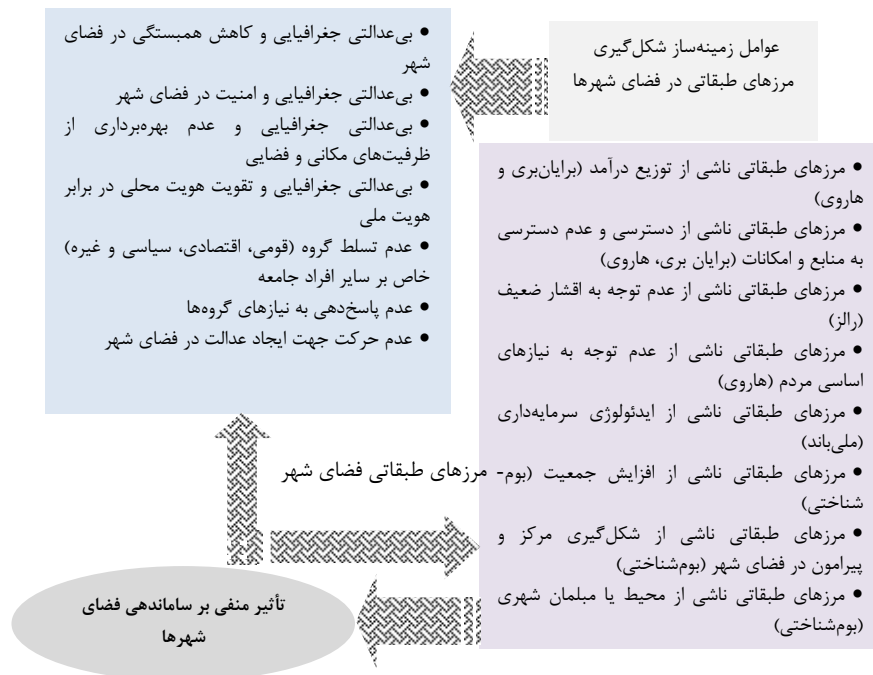 عوامل زمینه‌ساز شکل‌گیری
مرزهای طبقاتی در فضای شهرها
● بی‌عدالتی جغرافیایی و کاهش همبستگی در فضای
شهر
● بی‌عدالتی جغرافیایی و امنیت در فضای شهر
● بی‌عدالتی جغرافیایی و عدم بهره‌برداری از
ظرفیت‌های مکانی و فضایی
● بی‌عدالتی جغرافیایی و تقویت هویت محلی در برابر
هویت ملی
● عدم تسلط گروه (قومی، اقتصادی، سیاسی و غیره)
خاص بر سایر افراد جامعه
● عدم پاسخ‌دهی به نیازهای گروه‌ها
● عدم حرکت جهت ایجاد عدالت در فضای شهر
● مرزهای طبقاتی ناشی از توزیع درآمد (برایان‌بری و
هاروی)
● مرزهای طبقاتی ناشی از دسترسی و عدم دسترسی
به منابع و امکانات (برایان بری، هاروی)
● مرزهای طبقاتی ناشی از عدم توجه به اقشار ضعیف
(رالز)
● مرزهای طبقاتی ناشی از عدم توجه به نیازهای
اساسی مردم (هاروی)
● مرزهای طبقاتی ناشی از ایدئولوژی سرمایه‌داری
(ملی‌باند)
● مرزهای طبقاتی ناشی از افزایش جمعیت (بوم-
شناختی)
● مرزهای طبقاتی ناشی از شکل‌گیری مرکز و
پیرامون در فضای شهر (بوم‌شناختی)
● مرزهای طبقاتی ناشی از محیط یا مبلمان شهری
(بوم‌شناختی)
مرزهای طبقاتی فضای شهر
تأثیر منفی بر ساماندهی فضای
شهرها